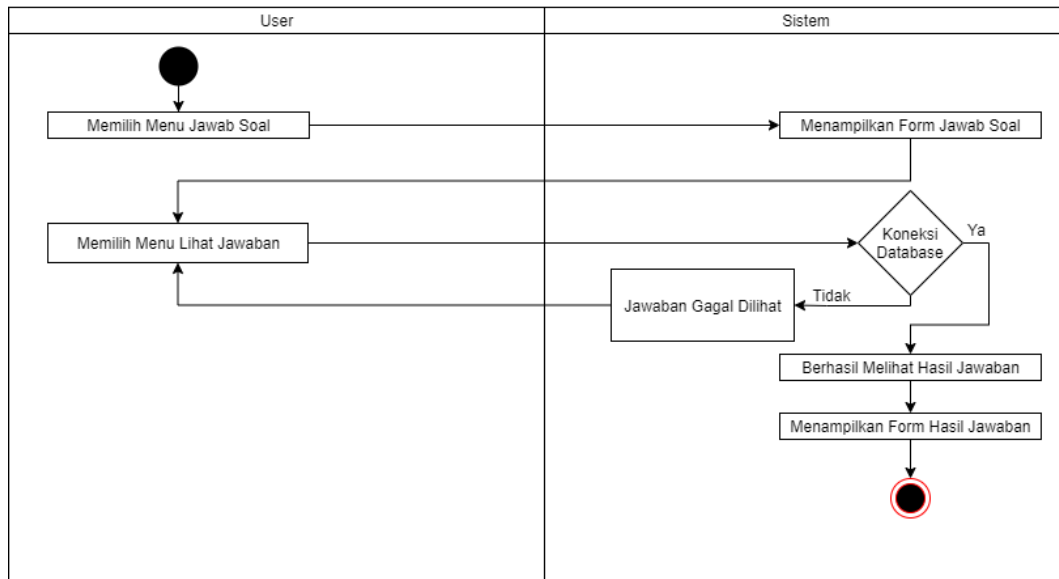 User
Sistem
Memilih Menu Jawab Soal
Menampilkan Form Jawab Soal
Memilih Menu Lihat Jawaban
Koneksi
Database
Ya
Tidak
Jawaban Gagal Dilihat
Berhasil Melihat Hasil Jawaban
Menampilkan Form Hasil Jawaban